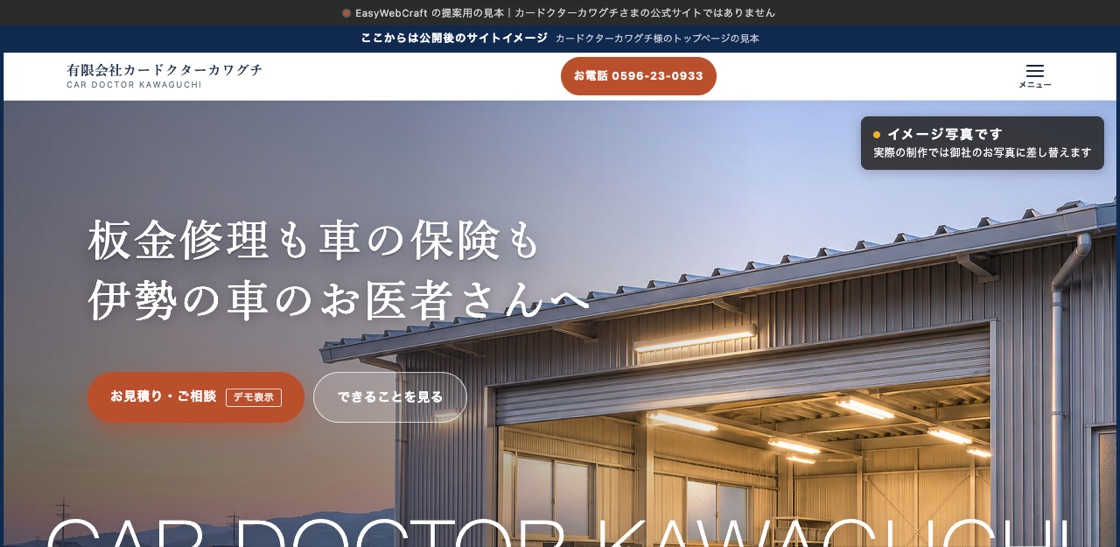 EasyWebCraft の提案用の見本｜カードクターカワグチさまの公式サイトではありません
ここからは公開後のサイトイメージ カードクターカワグチ様のトップページの見本
有限会社カードクターカワグチ
CAR DOCTOR KAWAGUCHI
お電話 0596-23-0933
メニュー
イメージ写真です
実際の制作では御社のお写真に差し替えます
板金修理も車の保険も
伊勢の車のお医者さんへ
お見積り・ご相談 デモ表示
できることを見る
CAR DOCTOR KAWAGUCHI